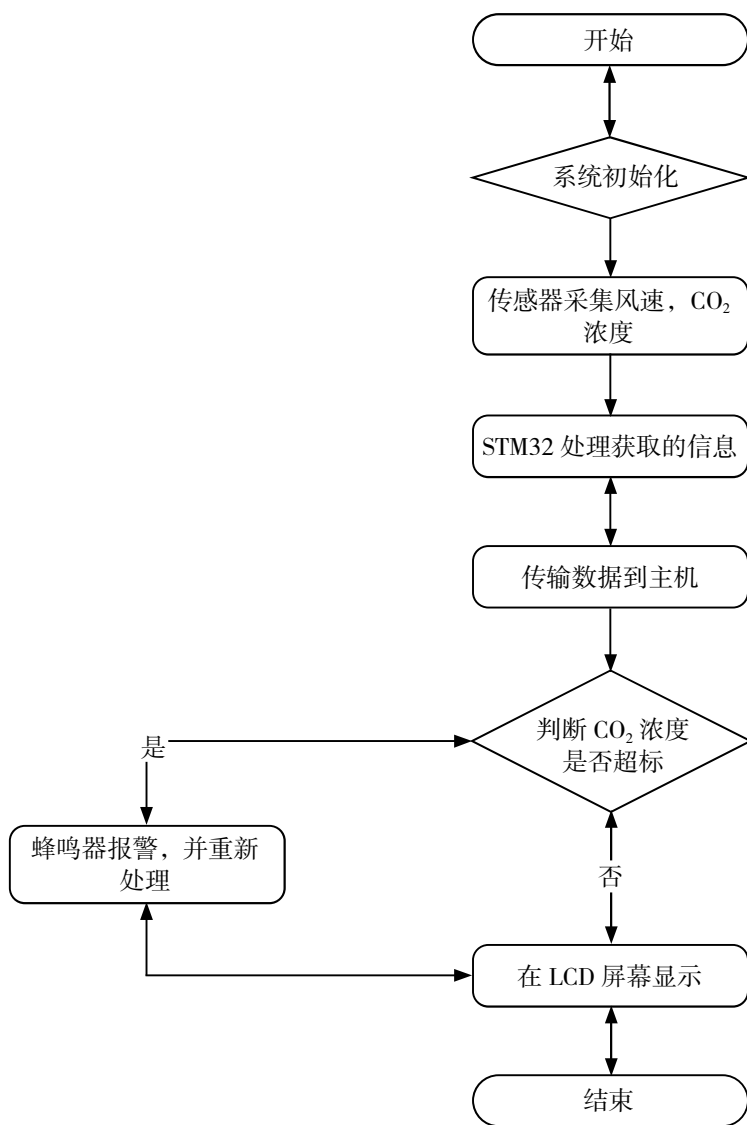 开始
系统初始化
传感器采集风速，CO₂
浓度
STM32 处理获取的信息
传输数据到主机
判断 CO₂ 浓度
是否超标
是
蜂鸣器报警，并重新
处理
否
在 LCD 屏幕显示
结束